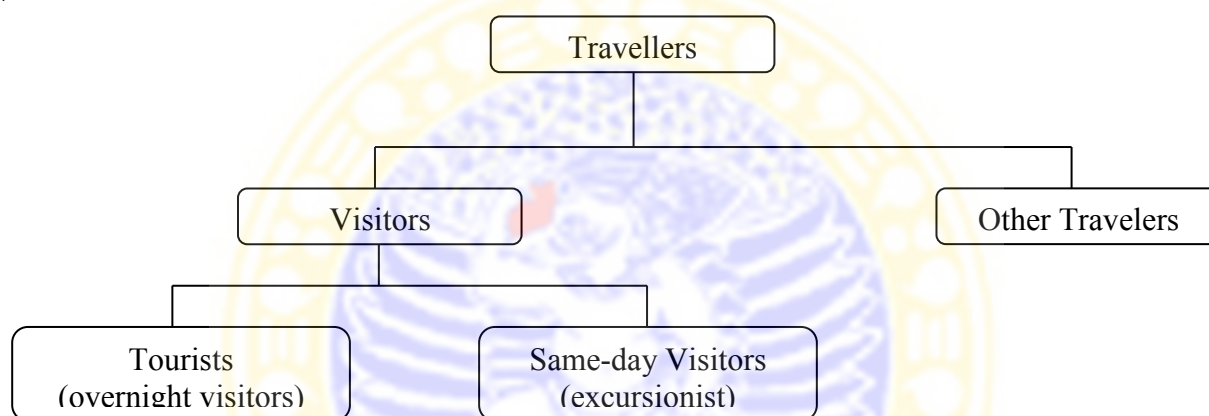 Travellers
Visitors
Other Travelers
Tourists
(overnight visitors)
Same-day Visitors
(excursionist)